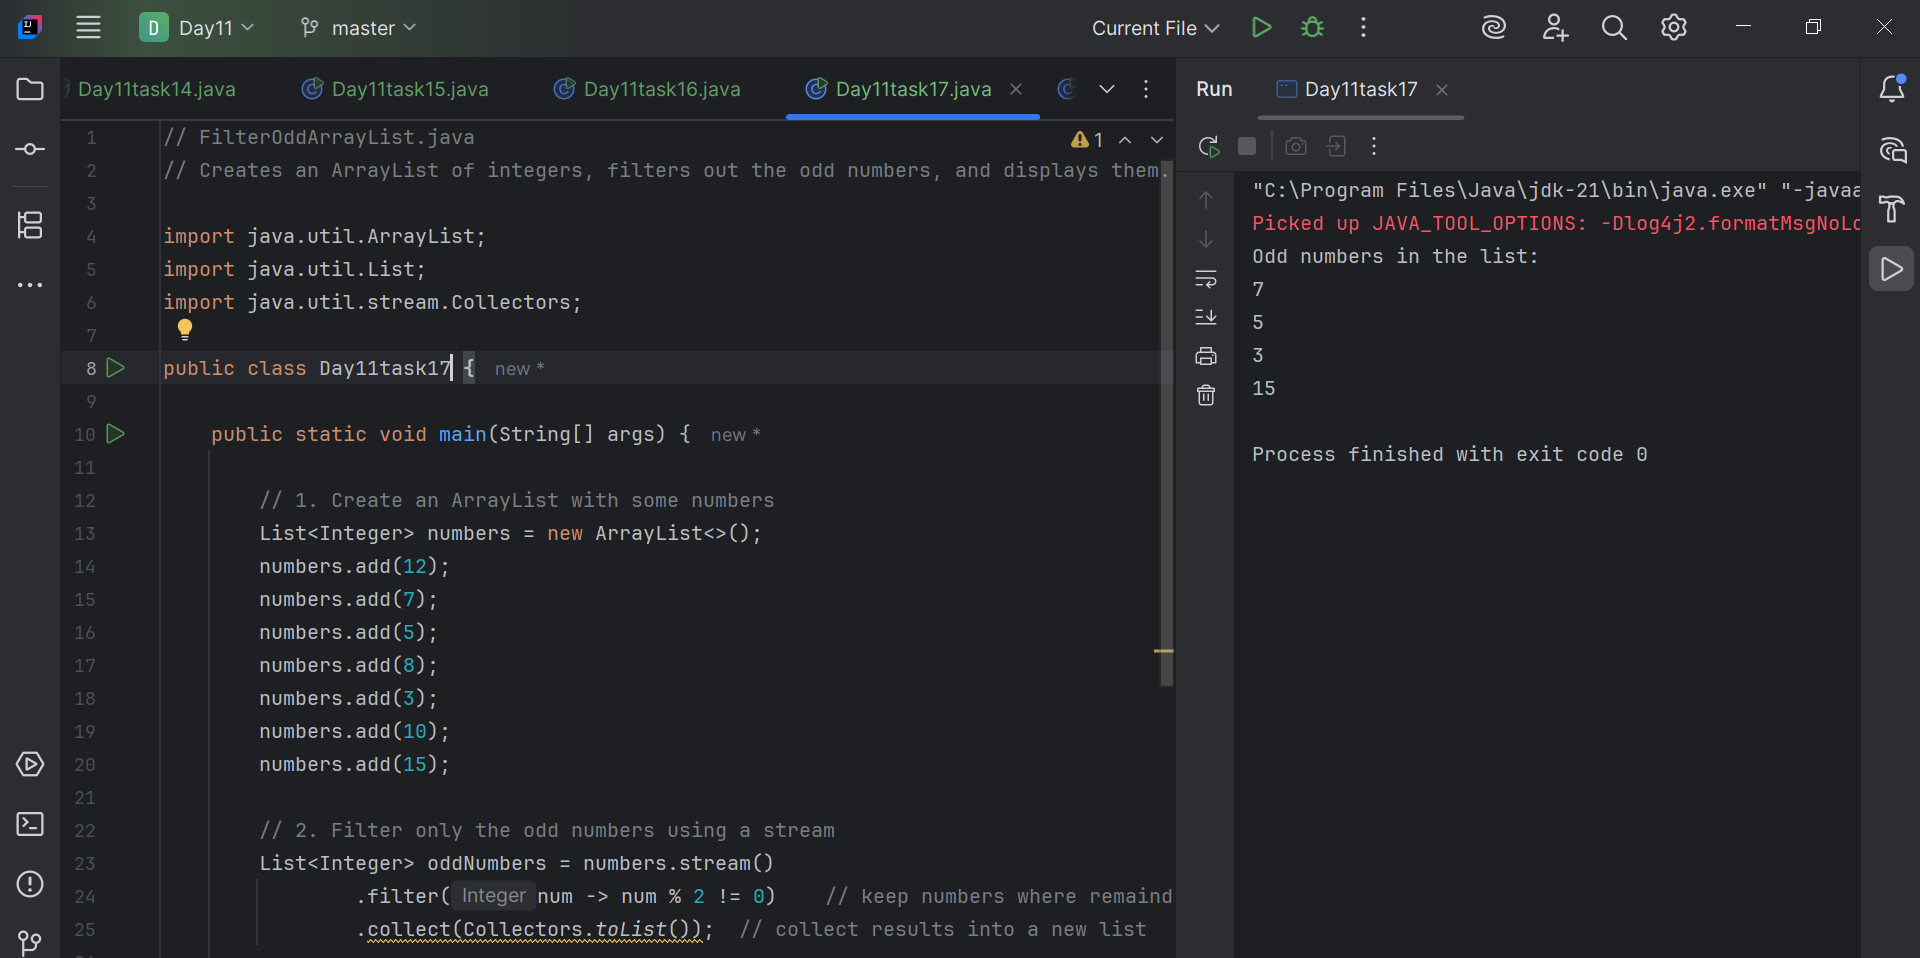 D Day11 master Current File
Day11task14.java Day11task15.java Day11task16.java Day11task17.java
Run Day11task17
1 // FilterOddArrayList.java
1
2 // Creates an ArrayList of integers, filters out the odd numbers, and displays them.
3
4 import java.util.ArrayList;
5 import java.util.List;
6 import java.util.stream.Collectors;
7
8 public class Day11task17 { new *
9
10 public static void main(String[] args) { new *
11
12 // 1. Create an ArrayList with some numbers
13 List<Integer> numbers = new ArrayList<>();
14 numbers.add(12);
15 numbers.add(7);
16 numbers.add(5);
17 numbers.add(8);
18 numbers.add(3);
19 numbers.add(10);
20 numbers.add(15);
21
22 // 2. Filter only the odd numbers using a stream
23 List<Integer> oddNumbers = numbers.stream()
24 .filter( Integer num -> num % 2 != 0) // keep numbers where remaind
25 .collect(Collectors.toList()); // collect results into a new list
"C:\Program Files\Java\jdk-21\bin\java.exe" "-javaa
Picked up JAVA_TOOL_OPTIONS: -Dlog4j2.formatMsgNoLo
Odd numbers in the list:
7
5
3
15
Process finished with exit code 0